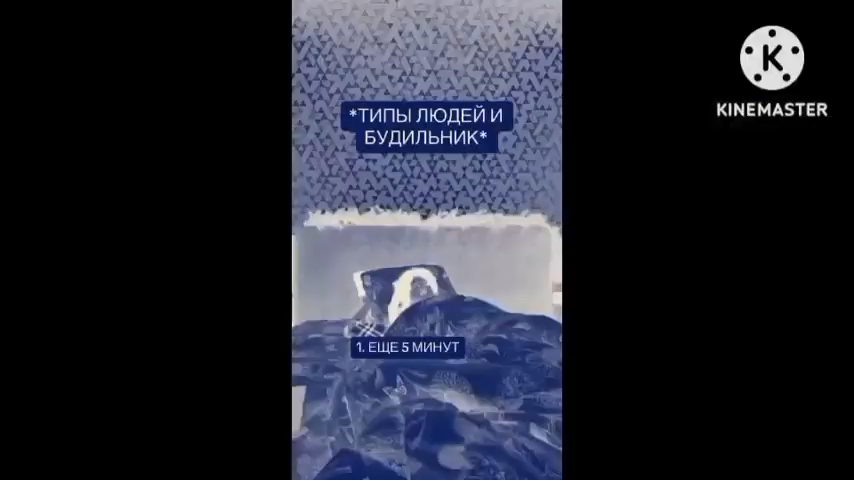 *ТИПЫ ЛЮДЕЙ И
БУДИЛЬНИК*
1. ЕЩЕ 5 МИНУТ
K
KINEMASTER